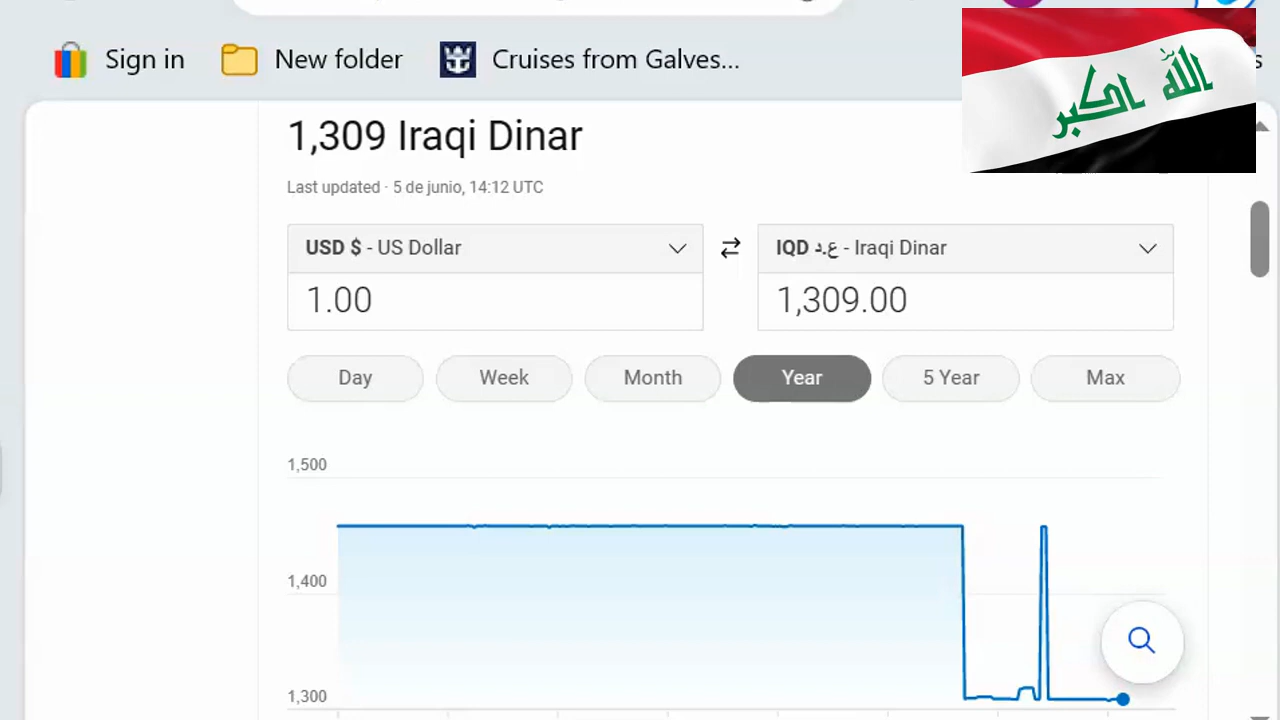 Sign in
New folder
Cruises from Galves...
الله اكبر
1,309 Iraqi Dinar
Last updated · 5 de junio, 14:12 UTC
USD $ - US Dollar
IQD ع.د - Iraqi Dinar
1.00
1,309.00
Day
Week
Month
Year
5 Year
Max
1,500
1,400
1,300